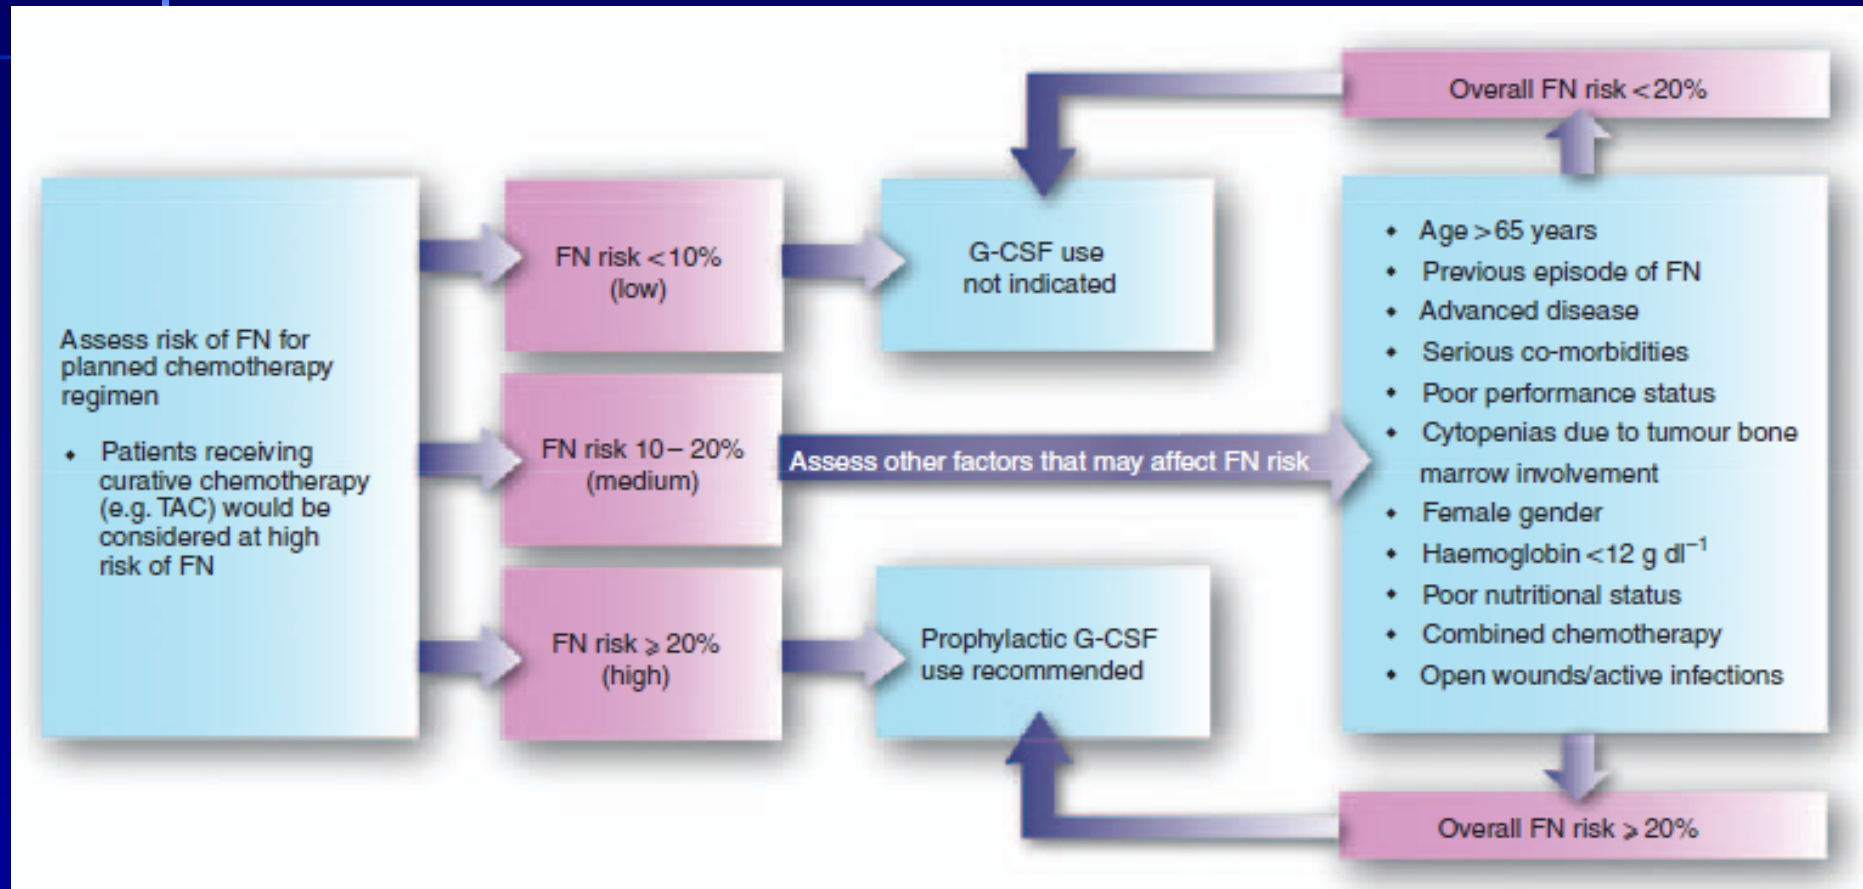 Assess risk of FN for
planned chemotherapy
regimen
• Patients receiving
curative chemotherapy
(e.g. TAC) would be
considered at high
risk of FN
FN risk <10%
(low)
FN risk 10–20%
(medium)
FN risk ⩾ 20%
(high)
G-CSF use
not indicated
Assess other factors that may affect FN risk
Prophylactic G-CSF
use recommended
Overall FN risk <20%
• Age >65 years
• Previous episode of FN
• Advanced disease
• Serious co-morbidities
• Poor performance status
• Cytopenias due to tumour bone
marrow involvement
• Female gender
• Haemoglobin <12 g dl⁻¹
• Poor nutritional status
• Combined chemotherapy
• Open wounds/active infections
Overall FN risk ⩾ 20%